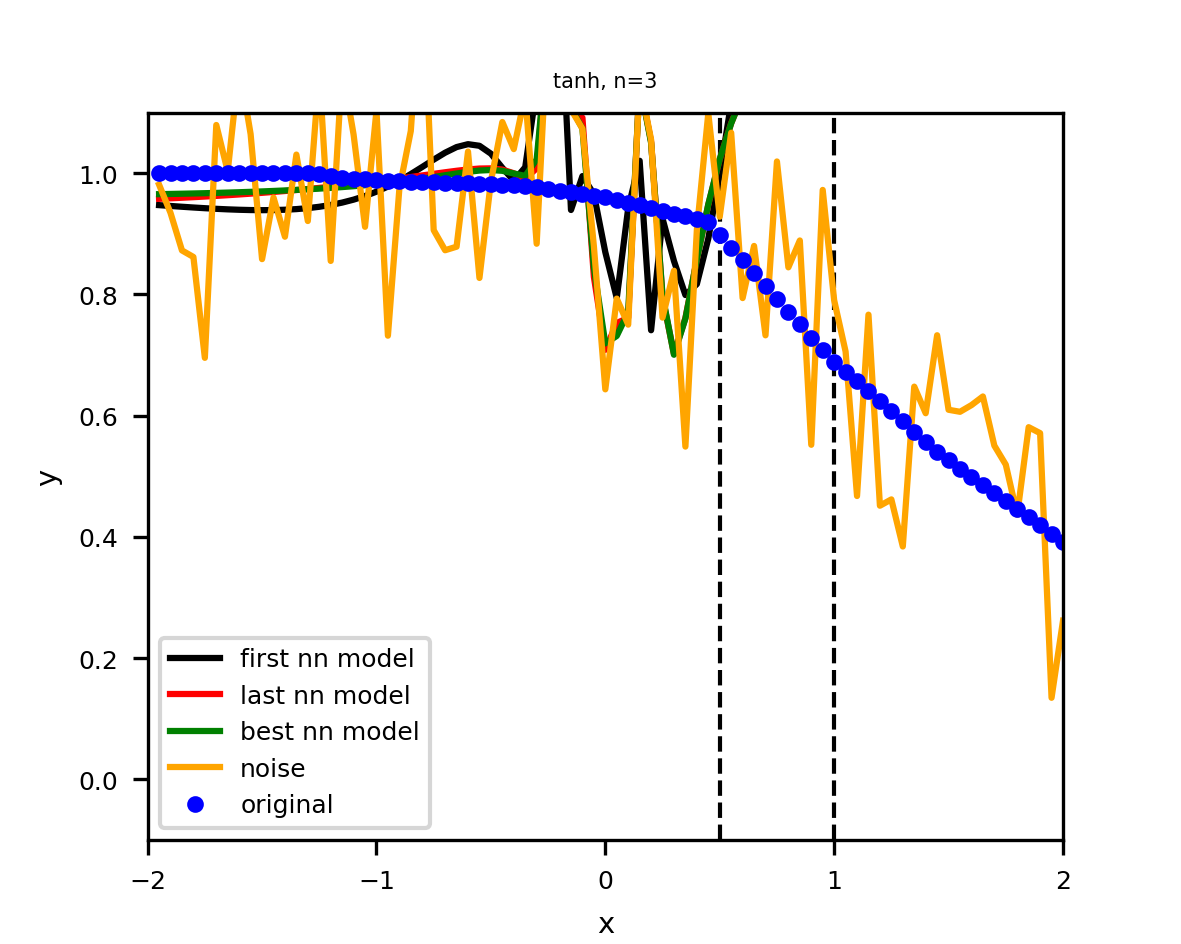 tanh, n=3
1.0
0.8
0.6
0.4
0.2
0.0
y
first nn model
last nn model
best nn model
noise
original
−2 −1 0 1 2
x